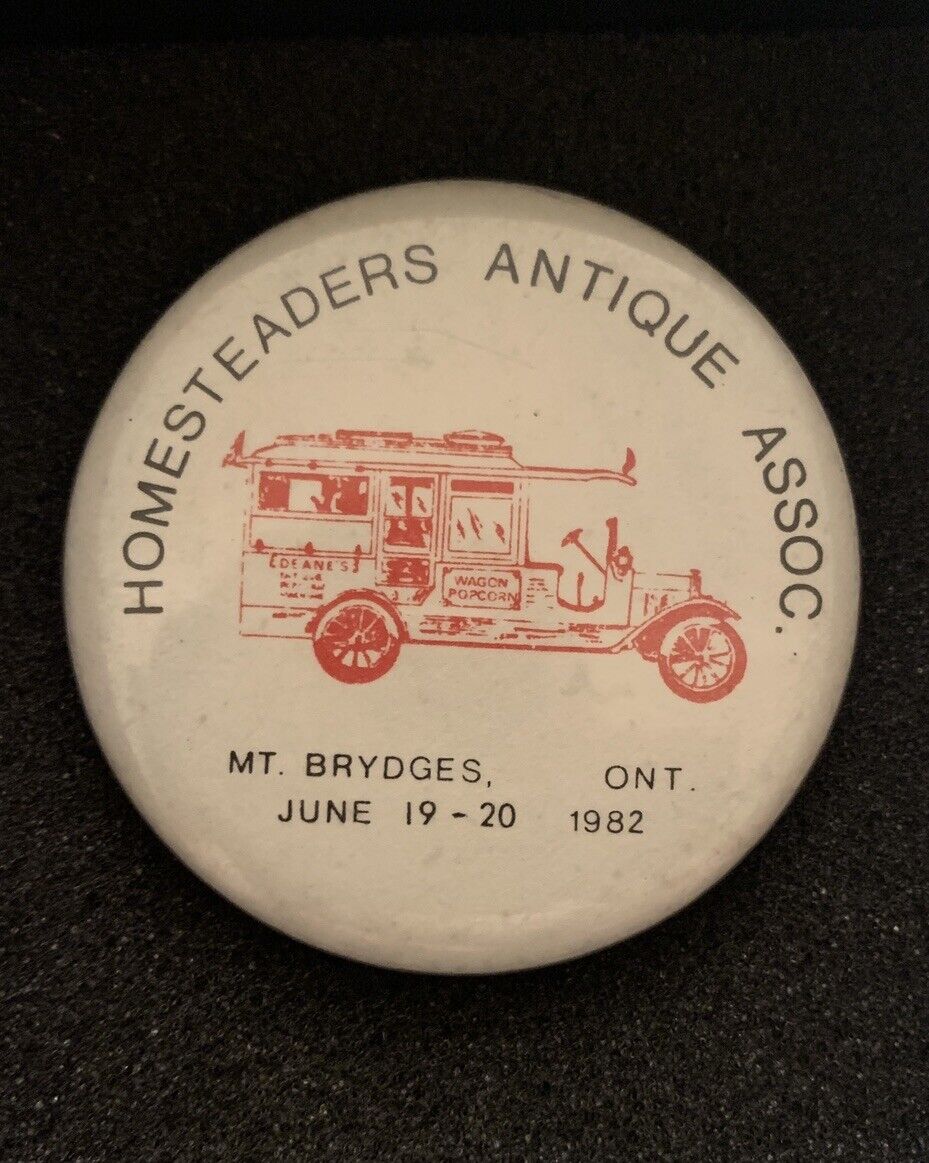 HOMESTEADERS ANTIQUE ASSOC.
DEANE'S
WAGON
POPCORN
MT. BRYDGES, ONT.
JUNE 19 - 20 1982